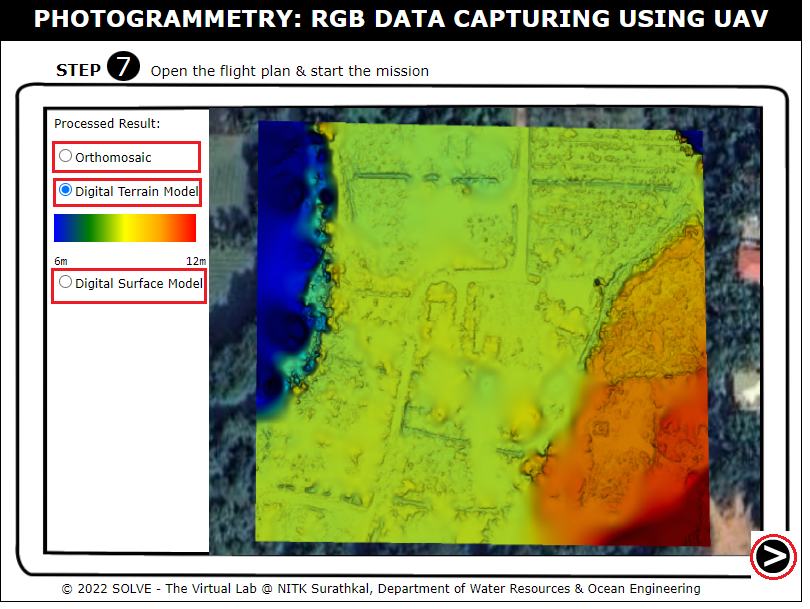 PHOTOGRAMMETRY: RGB DATA CAPTURING USING UAV
STEP 7 Open the flight plan & start the mission
Processed Result:
Orthomosaic
Digital Terrain Model
6m 12m
Digital Surface Model
>
© 2022 SOLVE - The Virtual Lab @ NITK Surathkal, Department of Water Resources & Ocean Engineering